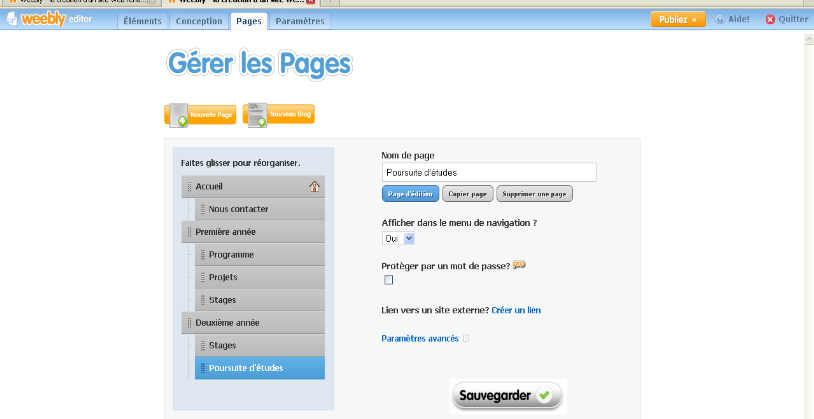 weebly editor
Éléments
Conception
Pages
Paramètres
Publiez »
Aide!
Quitter
Gérer les Pages
Nouvelle Page
Nouveau Blog
Faites glisser pour réorganiser.
Accueil
Nous contacter
Première année
Programme
Projets
Stages
Deuxième année
Stages
Poursuite d'études
Nom de page
Poursuite d'études
Page d'édition
Copier page
Supprimer une page
Afficher dans le menu de navigation ?
Oui
Protèger par un mot de passe?
Lien vers un site externe? Créer un lien
Paramètres avancés
Sauvegarder